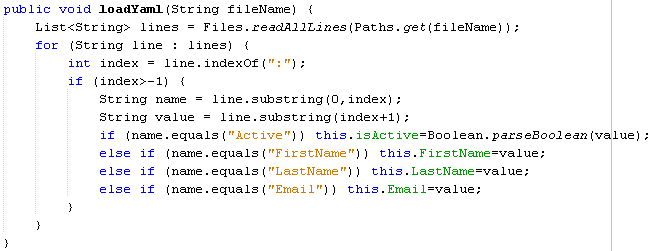 public void loadYaml(String fileName) {
    List<String> lines = Files.readAllLines(Paths.get(fileName));
    for (String line : lines) {
        int index = line.indexOf(":");
        if (index>-1) {
            String name = line.substring(0,index);
            String value = line.substring(index+1);
            if (name.equals("Active")) this.isActive=Boolean.parseBoolean(value);
            else if (name.equals("FirstName")) this.FirstName=value;
            else if (name.equals("LastName")) this.LastName=value;
            else if (name.equals("Email")) this.Email=value;
        }
    }
}